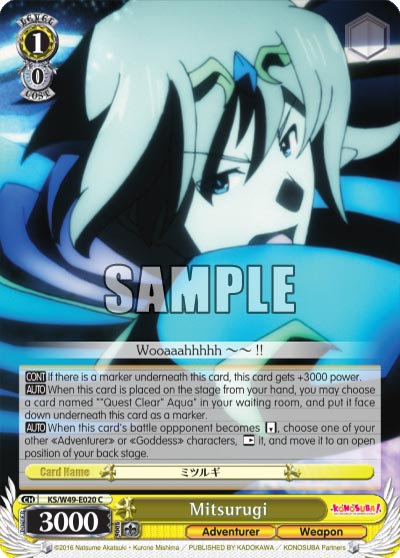 LEVEL
1
0
COST
SAMPLE
Wooaaahhhhh ～～ !!
CONT If there is a marker underneath this card, this card gets +3000 power.
AUTO When this card is placed on the stage from your hand, you may choose
a card named ""Quest Clear" Aqua" in your waiting room, and put it face
down underneath this card as a marker.
AUTO When this card's battle oppponent becomes , choose one of your
other «Adventurer» or «Goddess» characters, it, and move it to an open
position of your back stage.
Card Name ミツルギ
CH KS/W49-E020 C
3000
Mitsurugi
KONOSUBA!
Adventurer Weapon
©2016 Natsume Akatsuki・Kurone Mishima / PUBLISHED BY KADOKAWA / KONOSUBA Partners